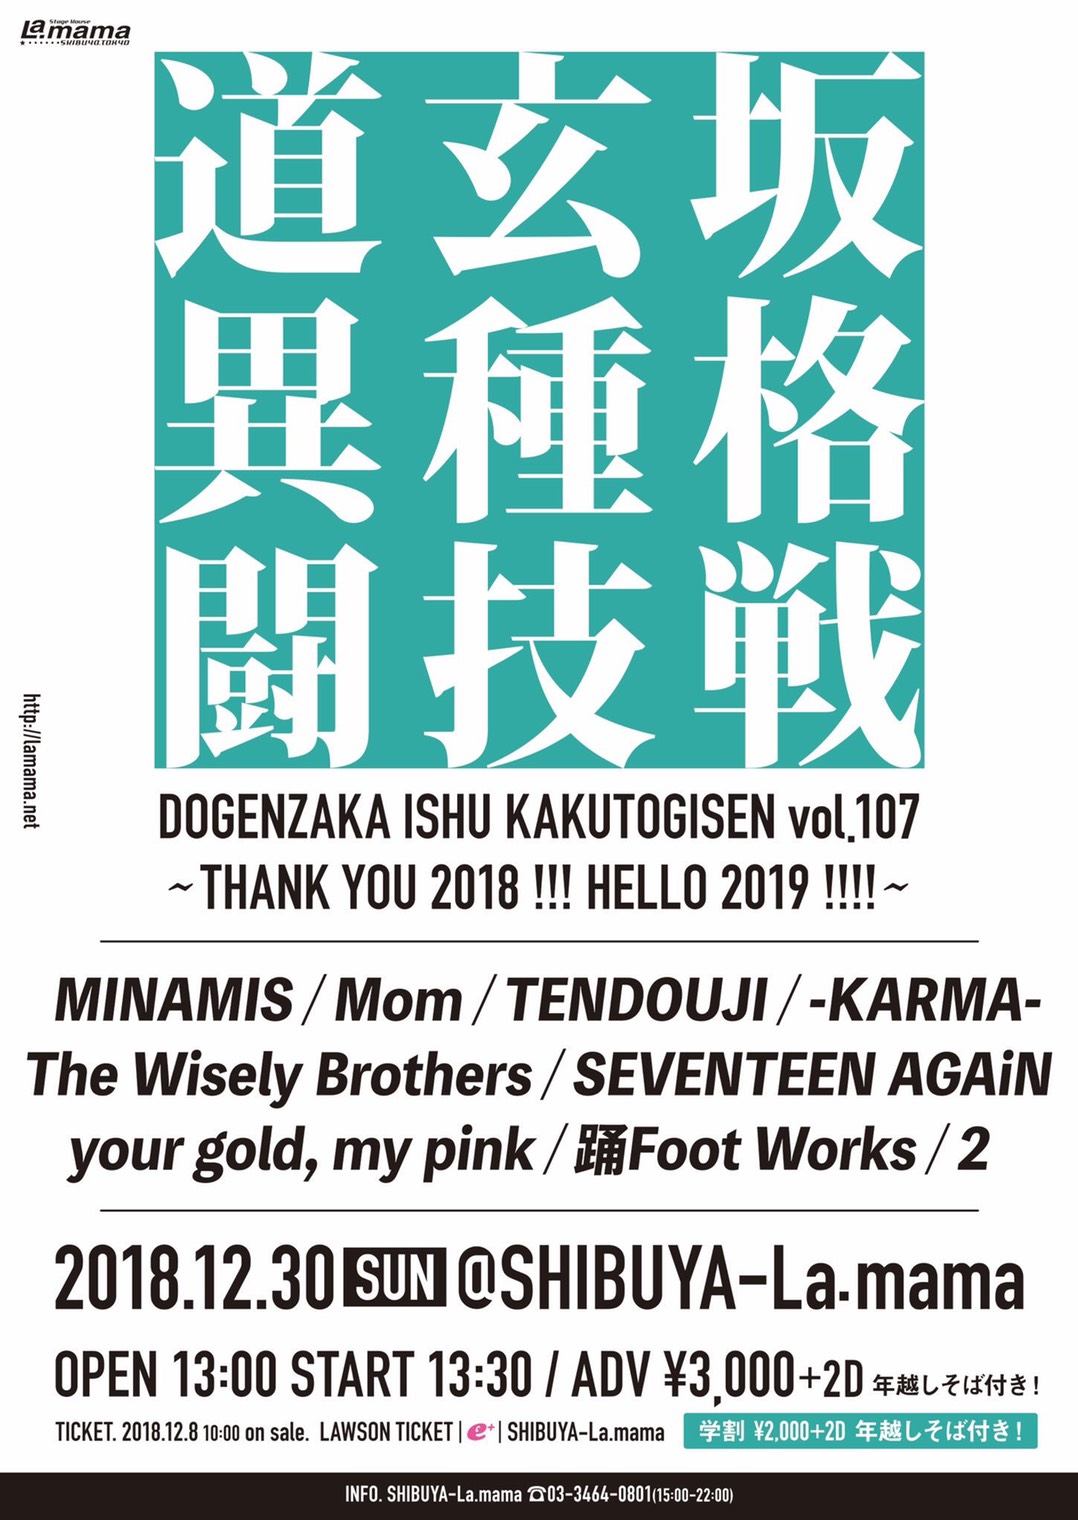 Stage House
La.mama
SHIBUYA.TOKYO
道玄坂
異種格
闘技戦
http://lamama.net
DOGENZAKA ISHU KAKUTOGISEN vol.107
~THANK YOU 2018 !!! HELLO 2019 !!!!~
MINAMIS / Mom / TENDOUJI / -KARMA-
The Wisely Brothers / SEVENTEEN AGAiN
your gold, my pink / 踊Foot Works / 2
2018.12.30 SUN @SHIBUYA-La.mama
OPEN 13:00 START 13:30 / ADV ¥3,000+2D 年越しそば付き!
TICKET. 2018.12.8 10:00 on sale. LAWSON TICKET | e+ | SHIBUYA-La.mama
学割 ¥2,000+2D 年越しそば付き!
INFO. SHIBUYA-La.mama ☎03-3464-0801(15:00-22:00)